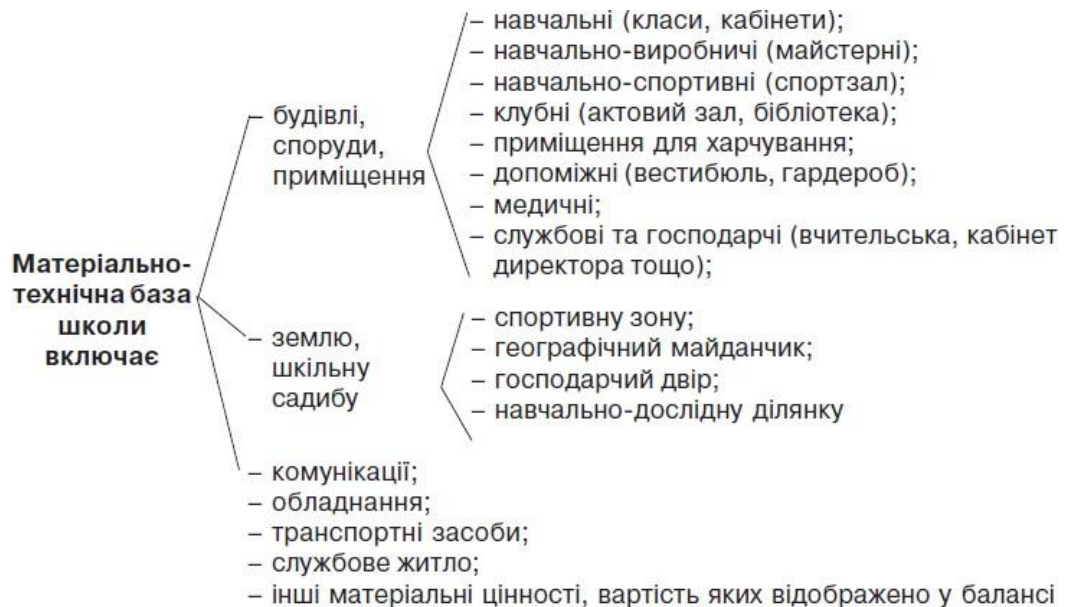 – навчальні (класи, кабінети);
– навчально-виробничі (майстерні);
– навчально-спортивні (спортзал);
– клубні (актовий зал, бібліотека);
– приміщення для харчування;
– допоміжні (вестибюль, гардероб);
– медичні;
– службові та господарчі (вчительська, кабінет
директора тощо);
– будівлі,
споруди,
приміщення
Матеріально-
технічна база
школи
включає
– землю,
шкільну
садибу
– спортивну зону;
– географічний майданчик;
– господарчий двір;
– навчально-дослідну ділянку
– комунікації;
– обладнання;
– транспортні засоби;
– службове житло;
– інші матеріальні цінності, вартість яких відображено у балансі